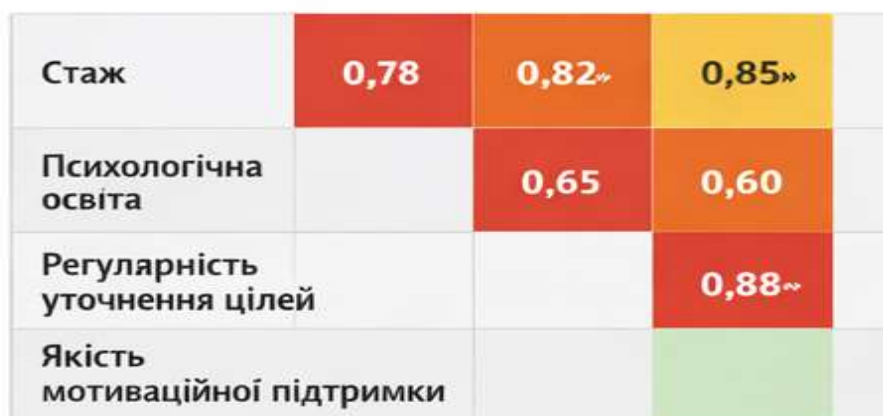 Стаж 0,78 0,82 0,85
Психологічна
освіта 0,65 0,60
Регулярність
уточнення цілей 0,88
Якість
мотиваційної підтримки